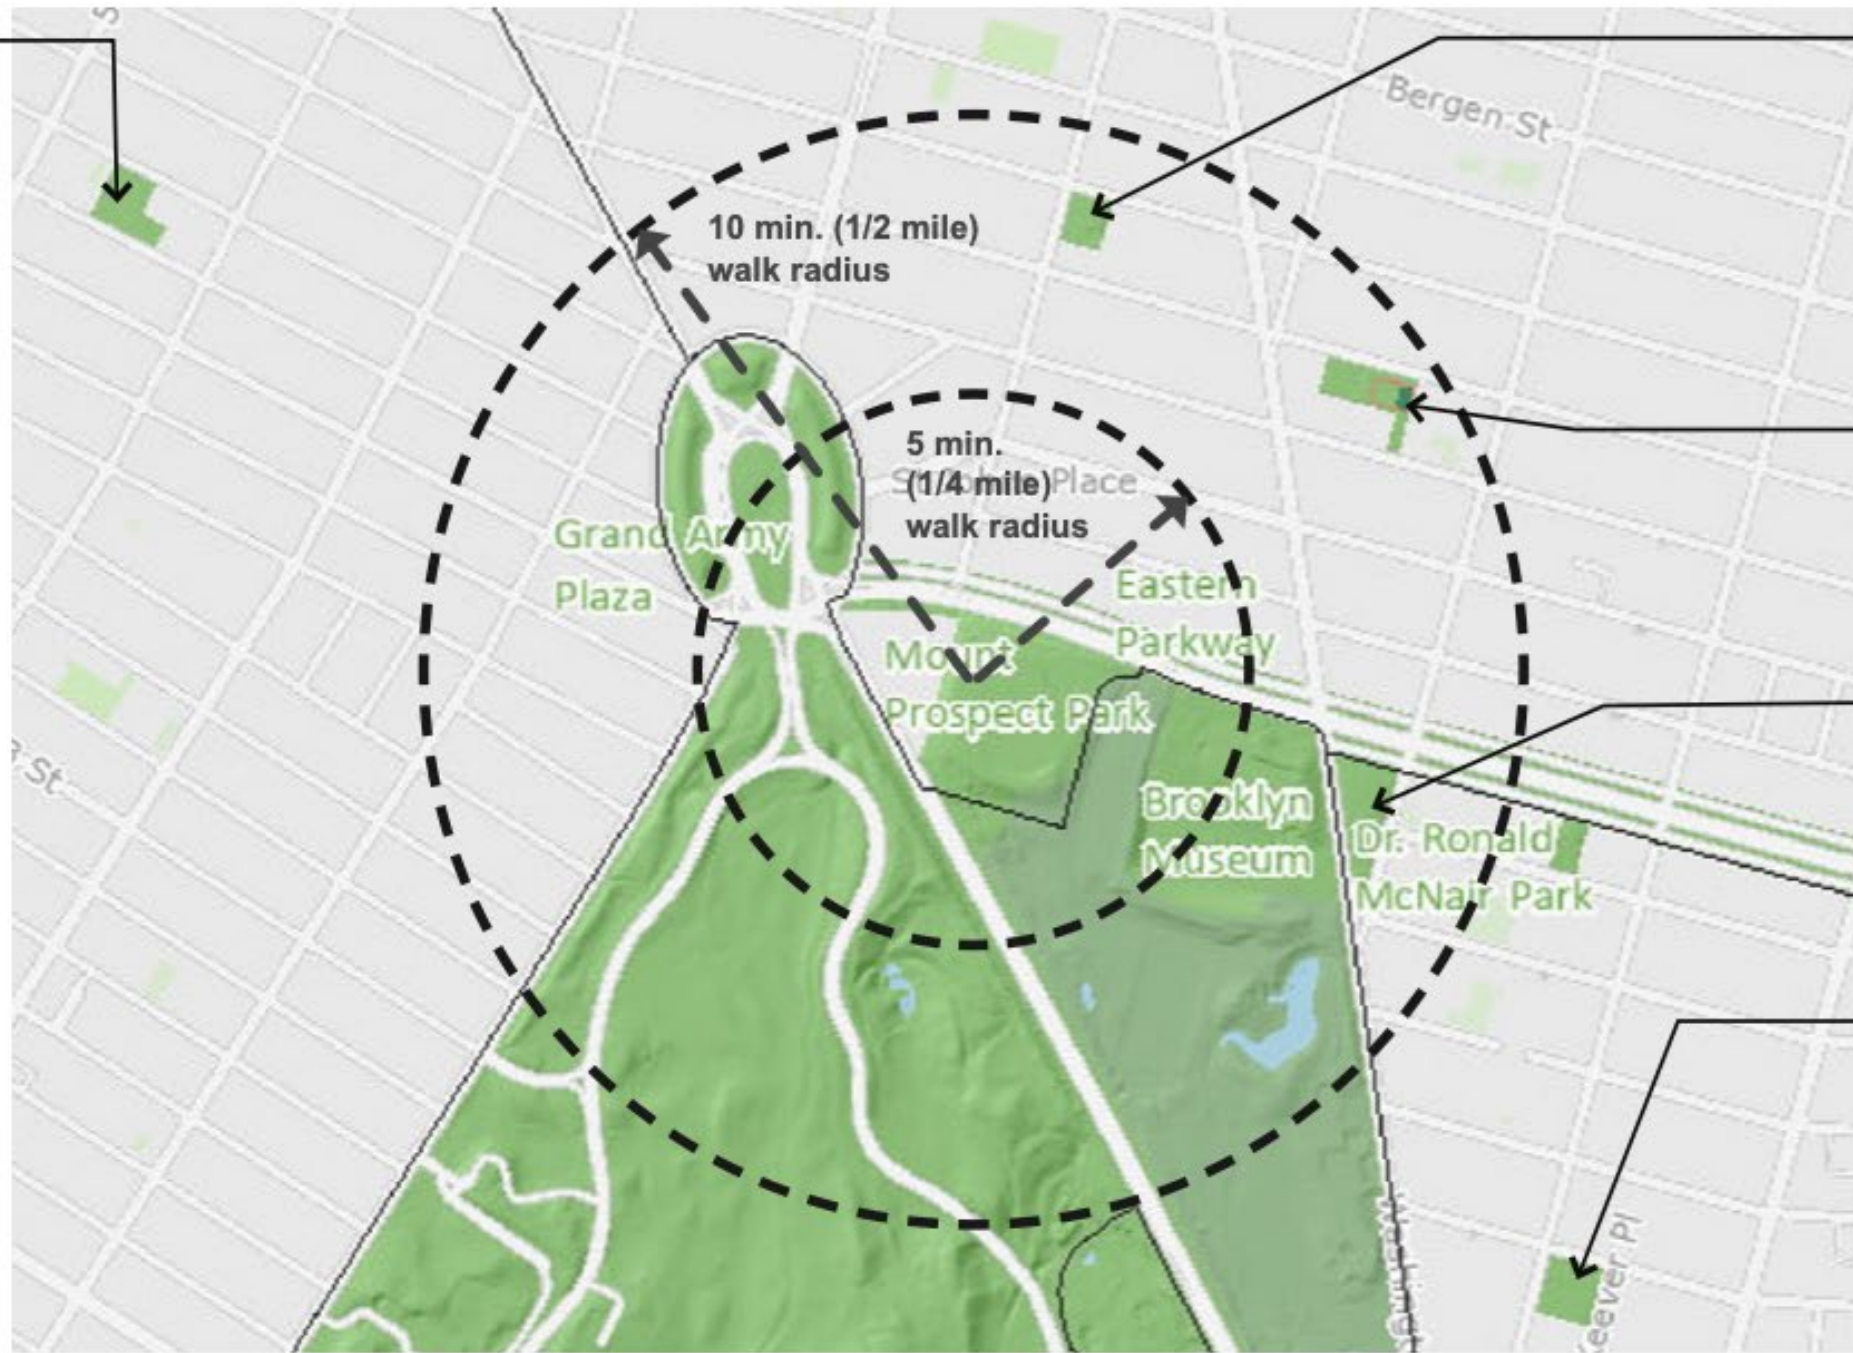 Bergen St
10 min. (1/2 mile)
walk radius
5 min.
(1/4 mile)
walk radius
Place
Grand Army
Plaza
Eastern
Parkway
Mount
Prospect Park
Brooklyn
Museum
Dr. Ronald
McNair Park
St
Keever Pl